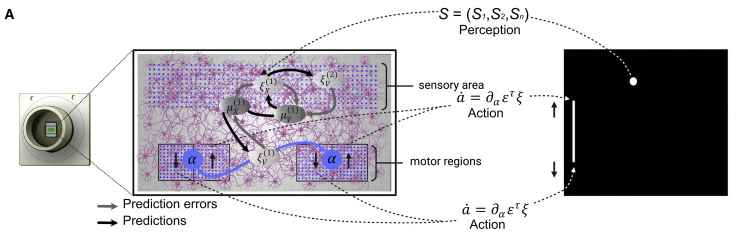 A
S = (S₁,S₂,Sₙ)
Perception
ξ_V^(2)
ξ_X^(1)
sensory area
μ_X^(1)
μ_V^(1)
ȧ = ∂_α ε^τ ξ
Action
ξ_V^(1)
α
α
motor regions
Prediction errors
Predictions
ȧ = ∂_α ε^τ ξ
Action